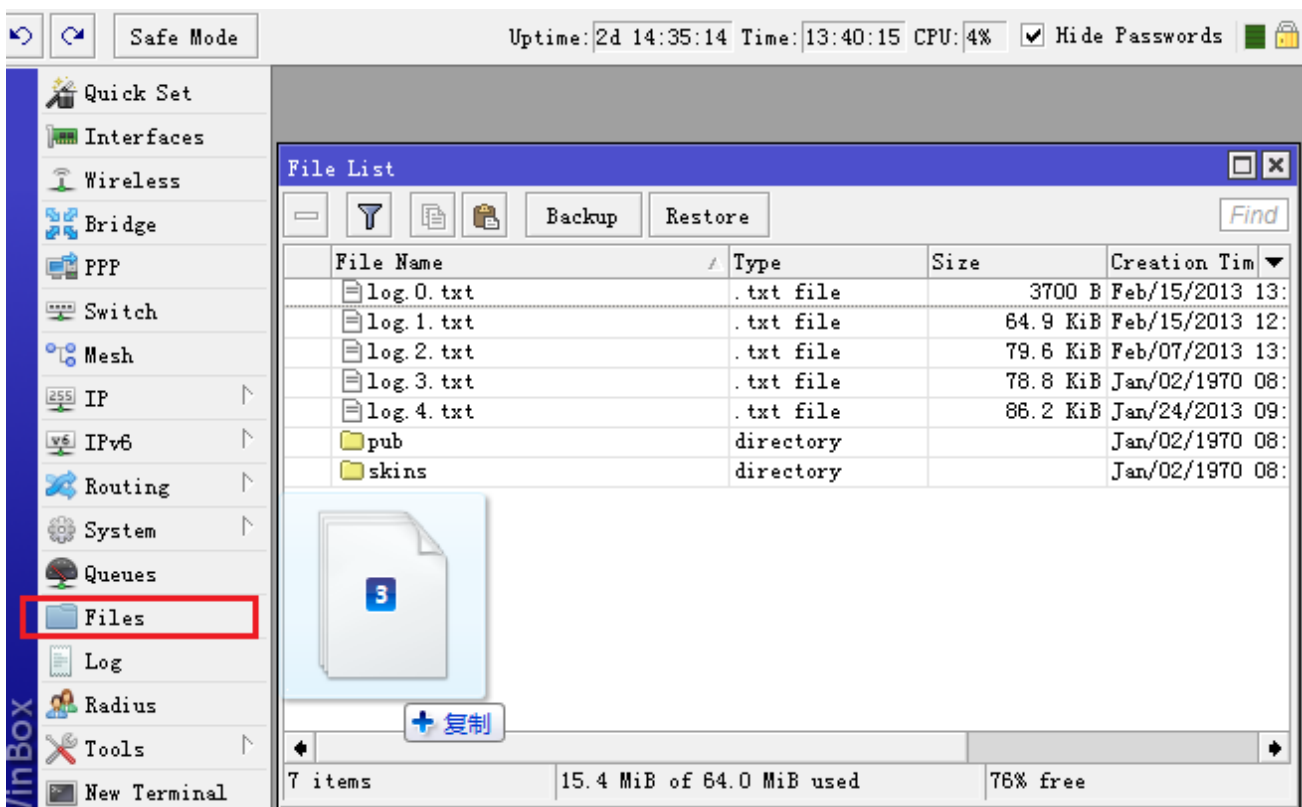 Safe Mode Uptime: 2d 14:35:14 Time: 13:40:15 CPU: 4% Hide Passwords
Quick Set
Interfaces
Wireless
Bridge
PPP
Switch
Mesh
255 IP
v6 IPv6
Routing
System
Queues
Files
Log
Radius
Tools
New Terminal
WinBox
File List
Backup Restore Find
File Name Type Size Creation Tim
log.0.txt .txt file 3700 B Feb/15/2013 13:
log.1.txt .txt file 64.9 KiB Feb/15/2013 12:
log.2.txt .txt file 79.6 KiB Feb/07/2013 13:
log.3.txt .txt file 78.8 KiB Jan/02/1970 08:
log.4.txt .txt file 86.2 KiB Jan/24/2013 09:
pub directory Jan/02/1970 08:
skins directory Jan/02/1970 08:
3
复制
7 items 15.4 MiB of 64.0 MiB used 76% free